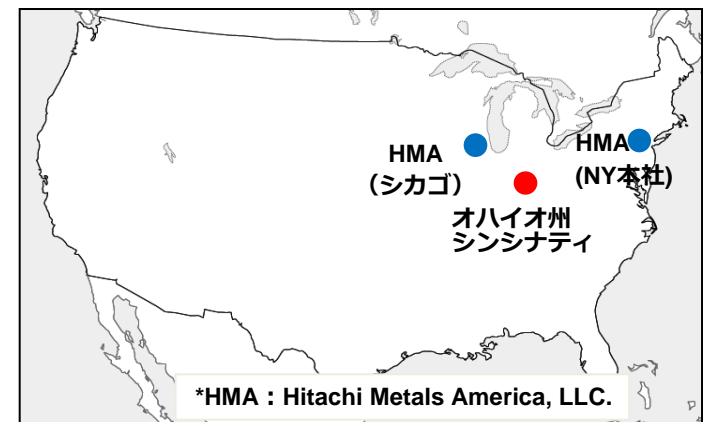 HMA
（シカゴ）
HMA
(NY本社)
オハイオ州
シンシナティ
*HMA：Hitachi Metals America, LLC.